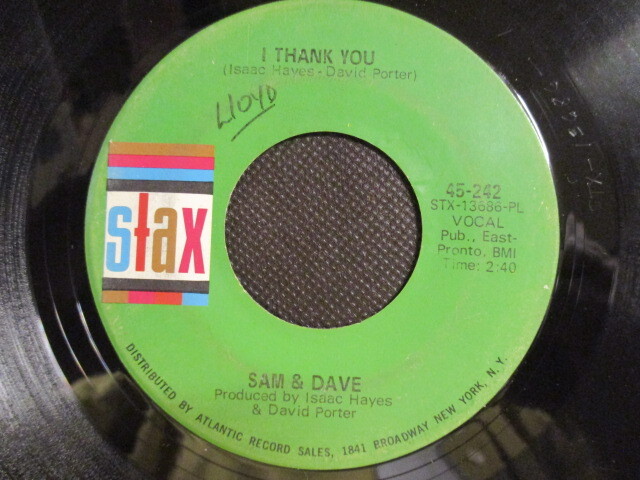 I THANK YOU
(Isaac Hayes - David Porter)
LLOYD
stax
45-242
STX-13686-PL
VOCAL
Pub., East-
Pronto, BMI
Time: 2:40
SAM & DAVE
Produced by Isaac Hayes
& David Porter
DISTRIBUTED BY ATLANTIC RECORD SALES, 1841 BROADWAY NEW YORK, N.Y.